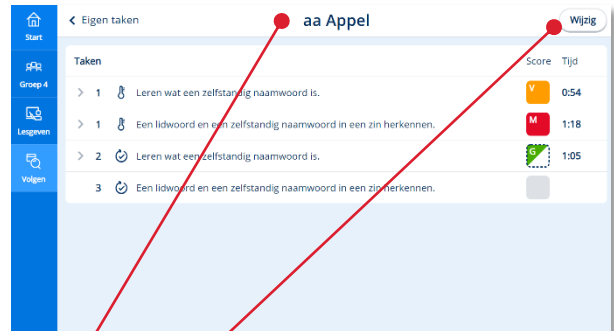 Start
Groep 4
Lesgeven
Volgen
Eigen taken
aa Appel
Wijzig
Taken Score Tijd
1 Leren wat een zelfstandig naamwoord is. V 0:54
1 Een lidwoord en een zelfstandig naamwoord in een zin herkennen. M 1:18
2 Leren wat een zelfstandig naamwoord is. G 1:05
3 Een lidwoord en een zelfstandig naamwoord in een zin herkennen.